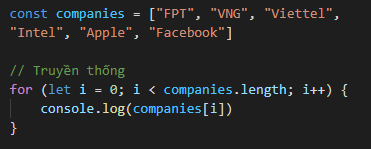 const companies = ["FPT", "VNG", "Viettel",
"Intel", "Apple", "Facebook"]
// Truyền thống
for (let i = 0; i < companies.length; i++) {
    console.log(companies[i])
}